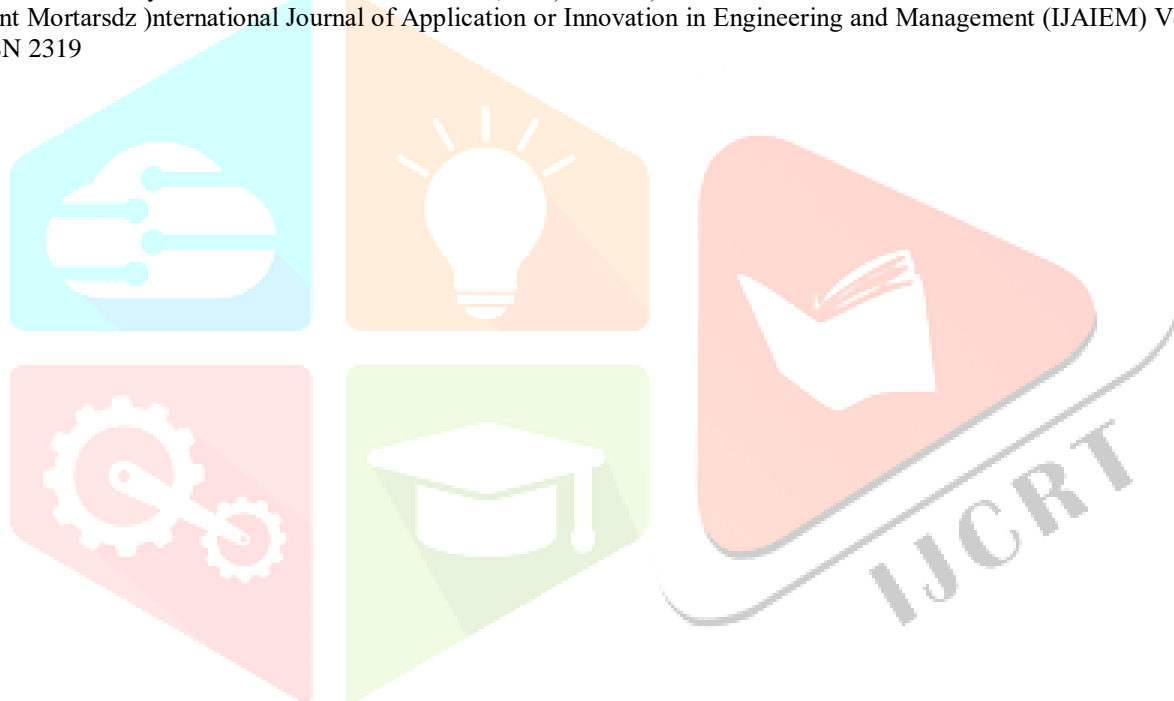 nt Mortarsdz )nternational Journal of Application or Innovation in Engineering and Management (IJAIEM) V
N 2319
IJCRT